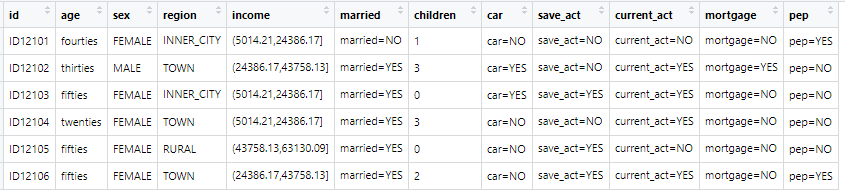 id age sex region income married children car save_act current_act mortgage pep
ID12101 fourties FEMALE INNER_CITY (5014.21,24386.17] married=NO 1 car=NO save_act=NO current_act=NO mortgage=NO pep=YES
ID12102 thirties MALE TOWN (24386.17,43758.13] married=YES 3 car=YES save_act=NO current_act=YES mortgage=YES pep=NO
ID12103 fifties FEMALE INNER_CITY (5014.21,24386.17] married=YES 0 car=YES save_act=YES current_act=YES mortgage=NO pep=NO
ID12104 twenties FEMALE TOWN (5014.21,24386.17] married=YES 3 car=NO save_act=NO current_act=YES mortgage=NO pep=NO
ID12105 fifties FEMALE RURAL (43758.13,63130.09] married=YES 0 car=NO save_act=YES current_act=NO mortgage=NO pep=NO
ID12106 fifties FEMALE TOWN (24386.17,43758.13] married=YES 2 car=NO save_act=YES current_act=YES mortgage=NO pep=YES